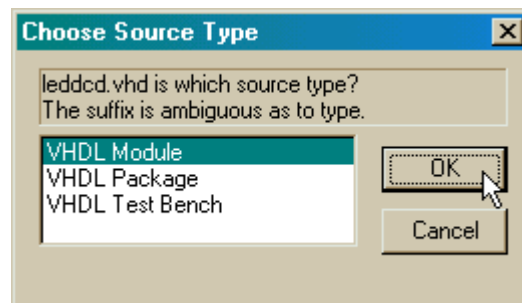 Choose Source Type
leddcd.vhd is which source type?
The suffix is ambiguous as to type.
VHDL Module
VHDL Package
VHDL Test Bench
OK
Cancel